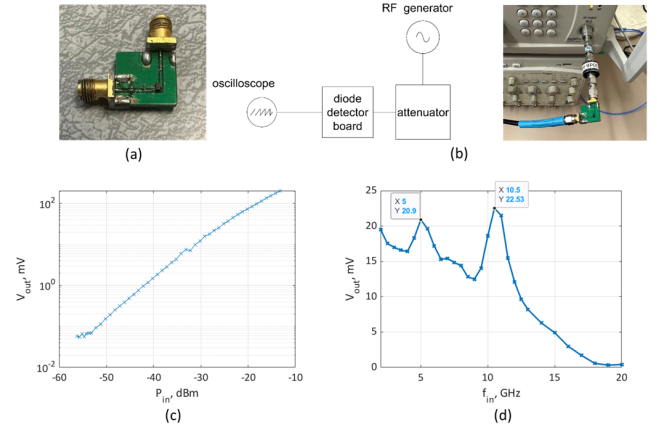 RF generator
oscilloscope
diode
detector
board
attenuator
(a)
(b)
10²
10⁰
10⁻²
V_out, mV
-60
-50
-40
-30
-20
-10
P_in, dBm
(c)
25
20
15
10
5
0
V_out, mV
X 5
Y 20.9
X 10.5
Y 22.53
5
10
15
20
f_in, GHz
(d)